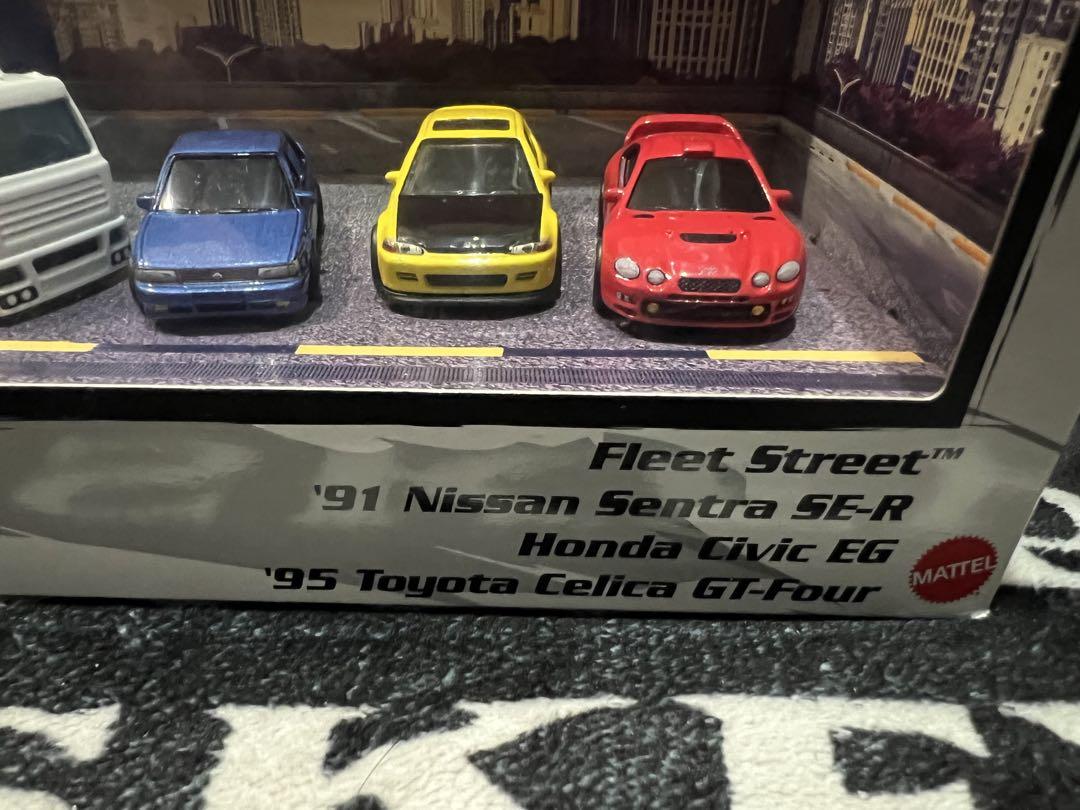 Fleet Street™
'91 Nissan Sentra SE-R
Honda Civic EG
'95 Toyota Celica GT-Four
MATTEL